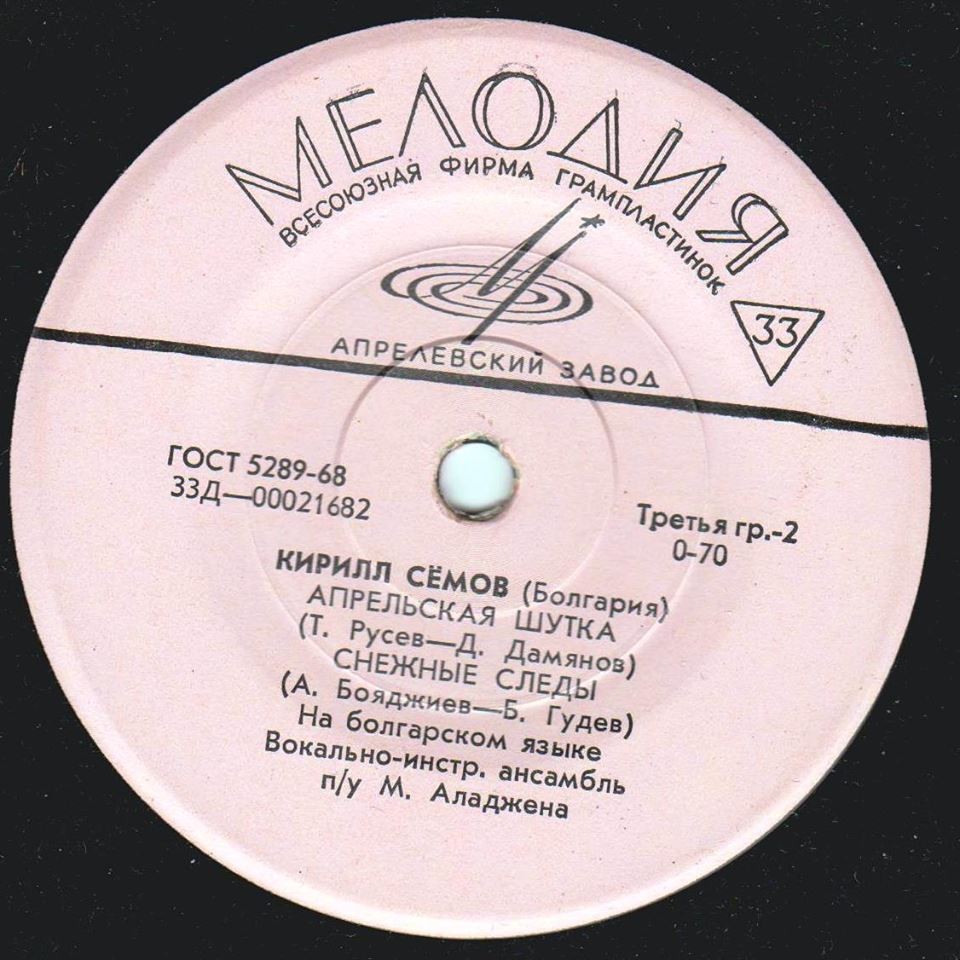 МЕЛОДИЯ
ВСЕСОЮЗНАЯ ФИРМА ГРАМПЛАСТИНОК
33
АПРЕЛЕВСКИЙ ЗАВОД
ГОСТ 5289-68
33Д—00021682
Третья гр.-2
0-70
КИРИЛЛ СЁМОВ (Болгария)
АПРЕЛЬСКАЯ ШУТКА
(Т. Русев—Д. Дамянов)
СНЕЖНЫЕ СЛЕДЫ
(А. Бояджиев—Б. Гудев)
На болгарском языке
Вокально-инстр. ансамбль
п/у М. Аладжена